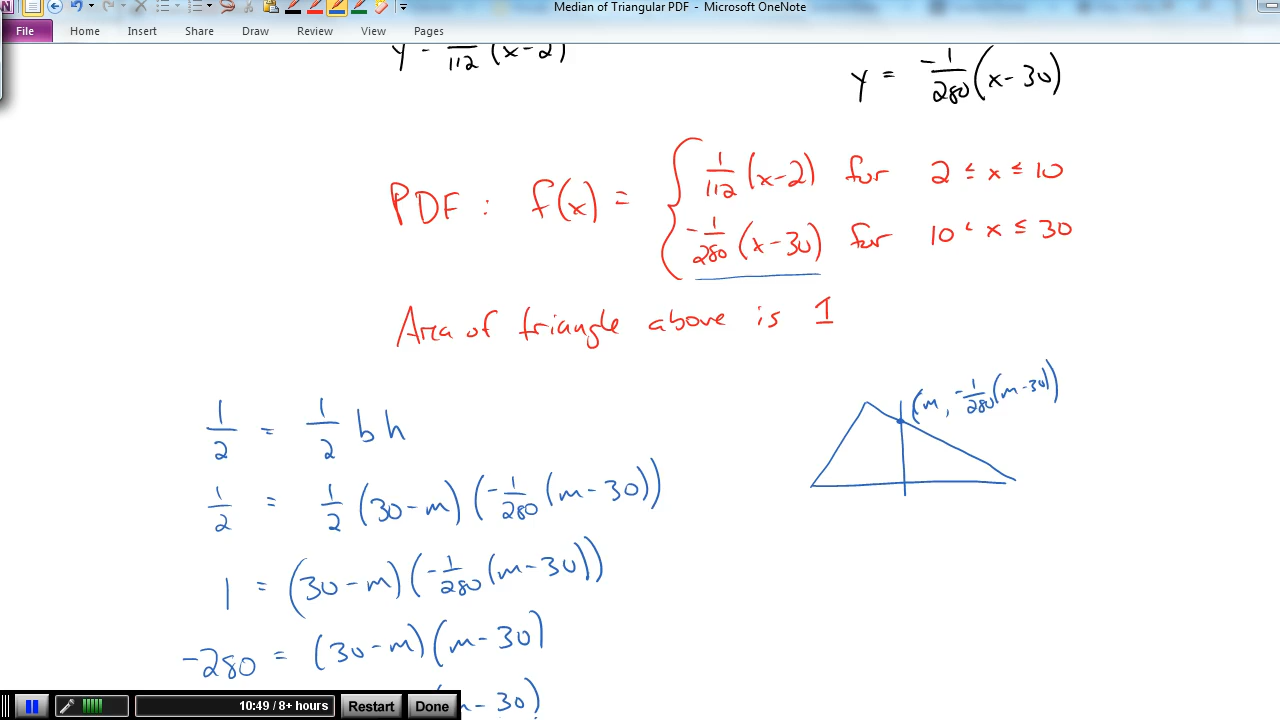 Median of Triangular PDF - Microsoft OneNote
File Home Insert Share Draw Review View Pages
y = 1/112 (x-2)
y = -1/280 (x-30)
PDF : f(x) = { 1/112 (x-2) for 2 ≤ x ≤ 10
-1/280 (x-30) for 10 < x ≤ 30
Area of triangle above is 1
(m, -1/280 (m-30))
1/2 = 1/2 b h
1/2 = 1/2 (30-m) (-1/280 (m-30))
1 = (30-m) (-1/280 (m-30))
-280 = (30-m) (m-30)
m-30)
10:49 / 8+ hours Restart Done